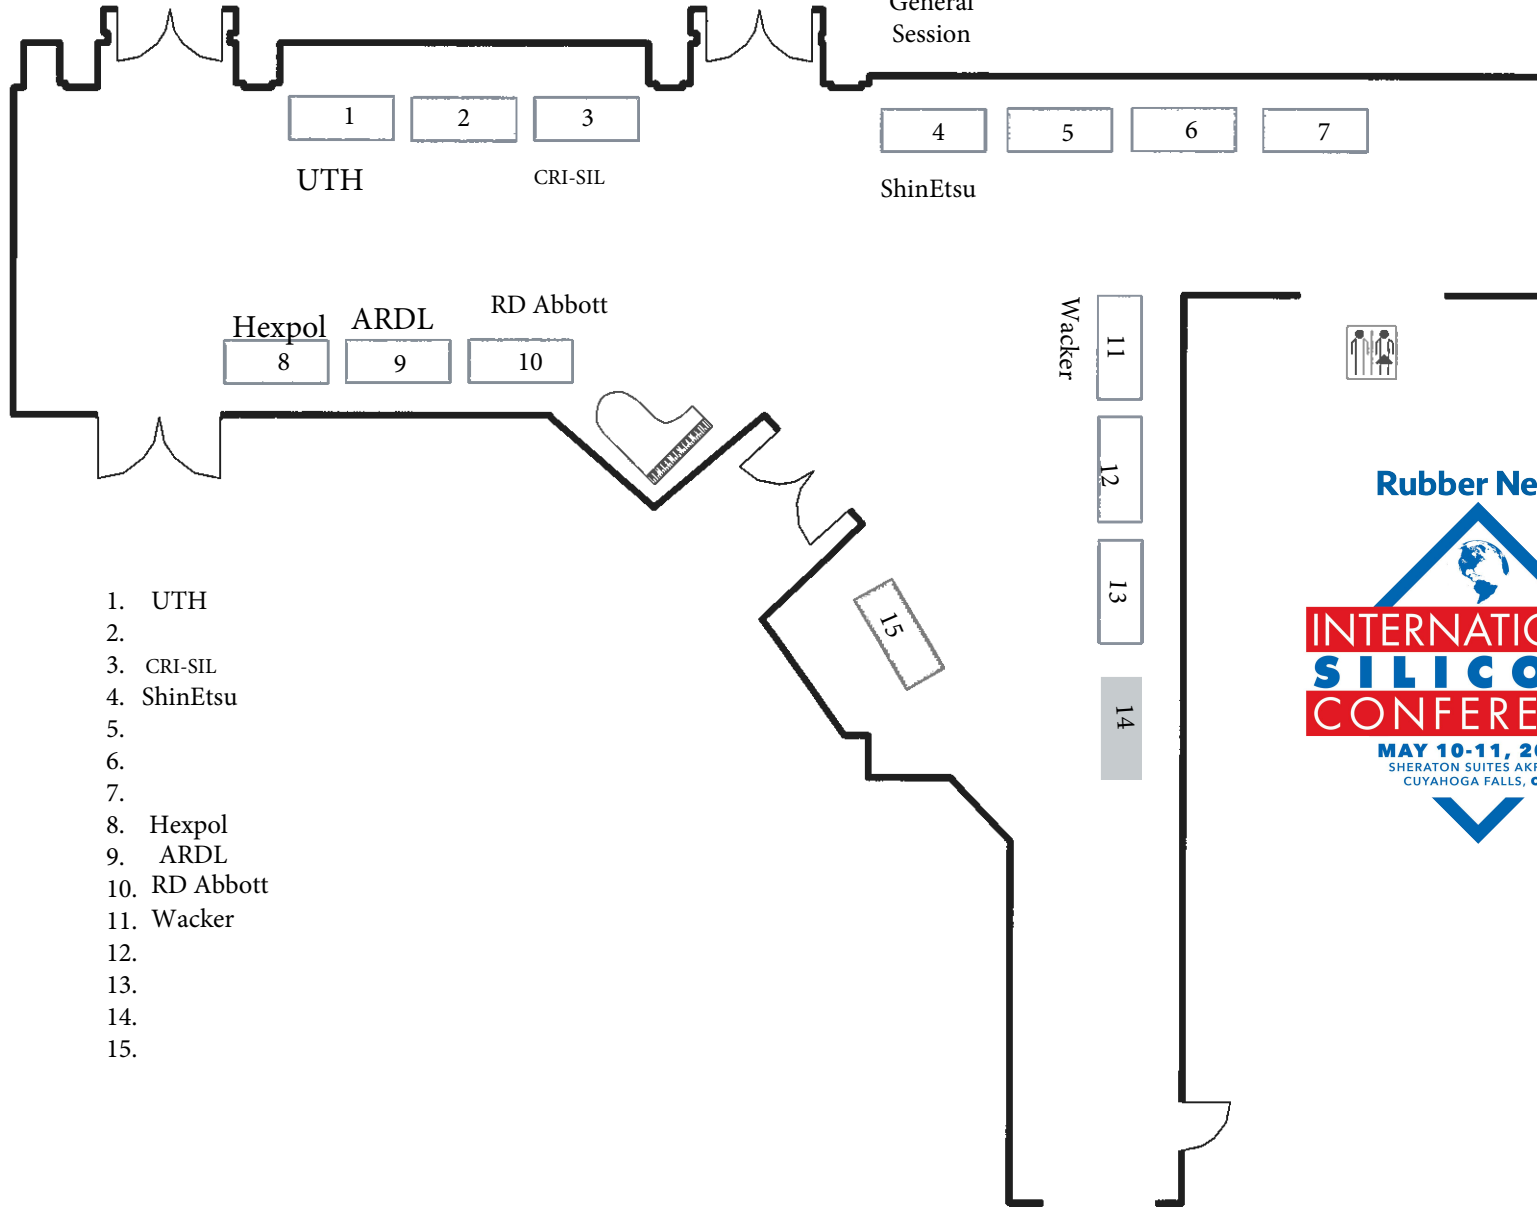 General
Session
1
2
3
4
5
6
7
UTH
CRI-SIL
ShinEtsu
Hexpol
ARDL
RD Abbott
8
9
10
Wacker
11
12
13
14
15
Rubber Ne
INTERNATIO
SILICO
CONFERE
MAY 10-11, 20
SHERATON SUITES AKR
CUYAHOGA FALLS, O
1. UTH
2.
3. CRI-SIL
4. ShinEtsu
5.
6.
7.
8. Hexpol
9. ARDL
10. RD Abbott
11. Wacker
12.
13.
14.
15.